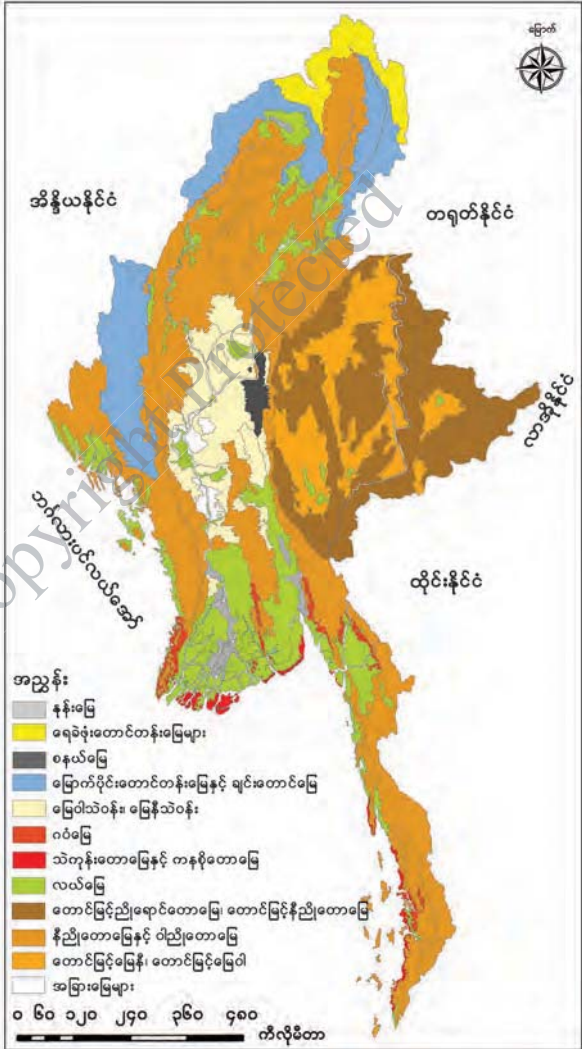 မြောက်
အိန္ဒိယနိုင်ငံ
တရုတ်နိုင်ငံ
လာအိုနိုင်ငံ
ဘင်္ဂလားပင်လယ်အော်
ထိုင်းနိုင်ငံ
Copyright Protected
အညွှန်း
နုန်းမြေ
ရေခဲဖုံးတောင်တန်းမြေများ
စနယ်မြေ
မြောက်ပိုင်းတောင်တန်းမြေနှင့် ချင်းတောင်မြေ
မြေဝါသဲဝန်း၊ မြေနီသဲဝန်း
ဂဝံမြေ
သဲကုန်းတောမြေနှင့် ကနစိုတောမြေ
လယ်မြေ
တောင်မြင့်ညိုရောင်တောမြေ၊ တောင်မြင့်နီညိုတောမြေ
နီညိုတောမြေနှင့် ဝါညိုတောမြေ
တောင်မြင့်မြေနီ၊ တောင်မြင့်မြေဝါ
အခြားမြေများ
၀ ၆၀ ၁၂၀ ၂၄၀ ၃၆၀ ၄၈၀
ကီလိုမီတာ